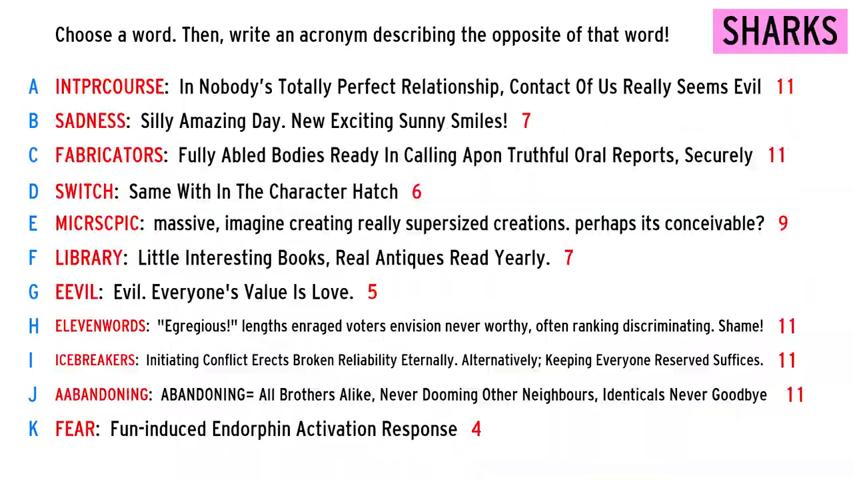 Choose a word. Then, write an acronym describing the opposite of that word! SHARKS
A INTPRCOURSE: In Nobody's Totally Perfect Relationship, Contact Of Us Really Seems Evil 11
B SADNESS: Silly Amazing Day. New Exciting Sunny Smiles! 7
C FABRICATORS: Fully Abled Bodies Ready In Calling Apon Truthful Oral Reports, Securely 11
D SWITCH: Same With In The Character Hatch 6
E MICRSCPIC: massive, imagine creating really supersized creations. perhaps its conceivable? 9
F LIBRARY: Little Interesting Books, Real Antiques Read Yearly. 7
G EEVIL: Evil. Everyone's Value Is Love. 5
H ELEVENWORDS: "Egregious!" lengths enraged voters envision never worthy, often ranking discriminating. Shame! 11
I ICEBREAKERS: Initiating Conflict Erects Broken Reliability Eternally. Alternatively; Keeping Everyone Reserved Suffices. 11
J AABANDONING: ABANDONING= All Brothers Alike, Never Dooming Other Neighbours, Identicals Never Goodbye 11
K FEAR: Fun-induced Endorphin Activation Response 4